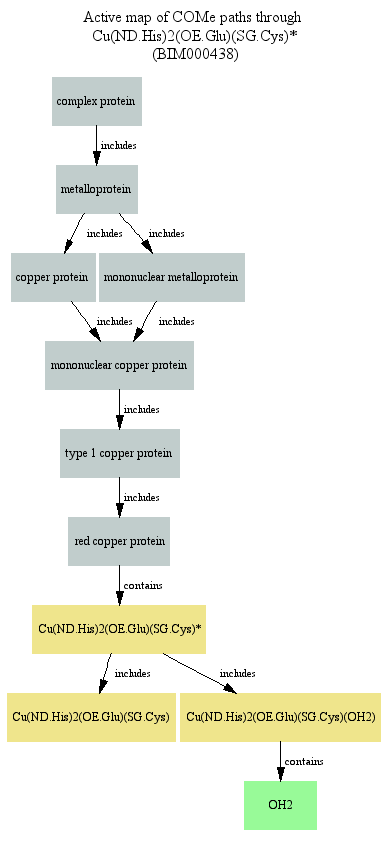 Active map of COMe paths through
Cu(ND.His)2(OE.Glu)(SG.Cys)*
(BIM000438)
complex protein
includes
metalloprotein
includes
includes
copper protein
mononuclear metalloprotein
includes
includes
mononuclear copper protein
includes
type 1 copper protein
includes
red copper protein
contains
Cu(ND.His)2(OE.Glu)(SG.Cys)*
includes
includes
Cu(ND.His)2(OE.Glu)(SG.Cys)
Cu(ND.His)2(OE.Glu)(SG.Cys)(OH2)
contains
OH2